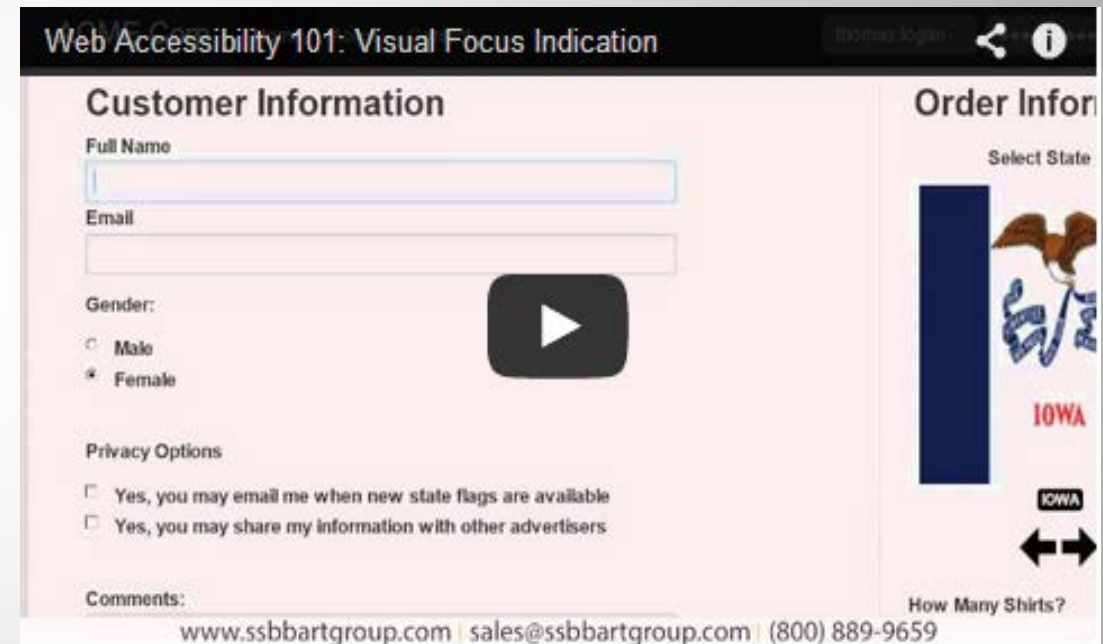 Web Accessibility 101: Visual Focus Indication
thomas.logan
Customer Information
Full Name
Email
Gender:
Male
Female
Privacy Options
Yes, you may email me when new state flags are available
Yes, you may share my information with other advertisers
Comments:
Order Infor
Select State
IOWA
IOWA
How Many Shirts?
www.ssbbartgroup.com | sales@ssbbartgroup.com | (800) 889-9659